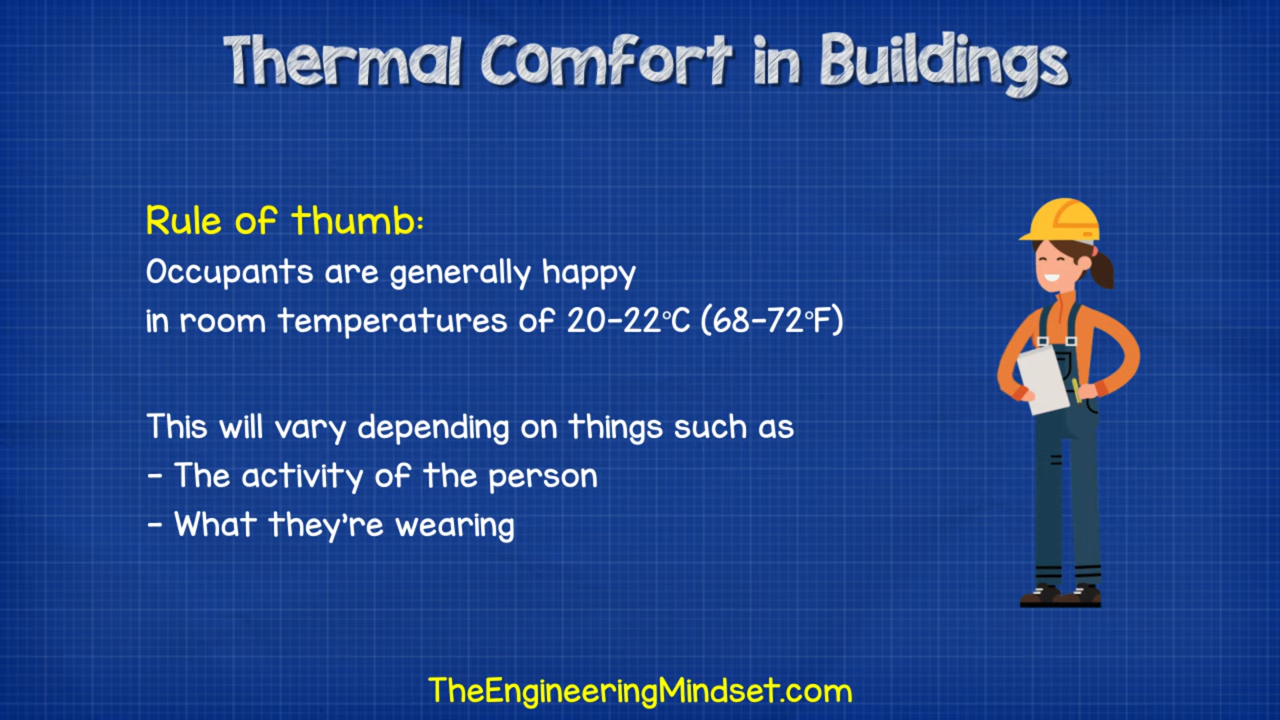 Thermal Comfort in Buildings
Rule of thumb:
Occupants are generally happy
in room temperatures of 20-22°C (68-72°F)
This will vary depending on things such as
- The activity of the person
- What they're wearing
TheEngineeringMindset.com